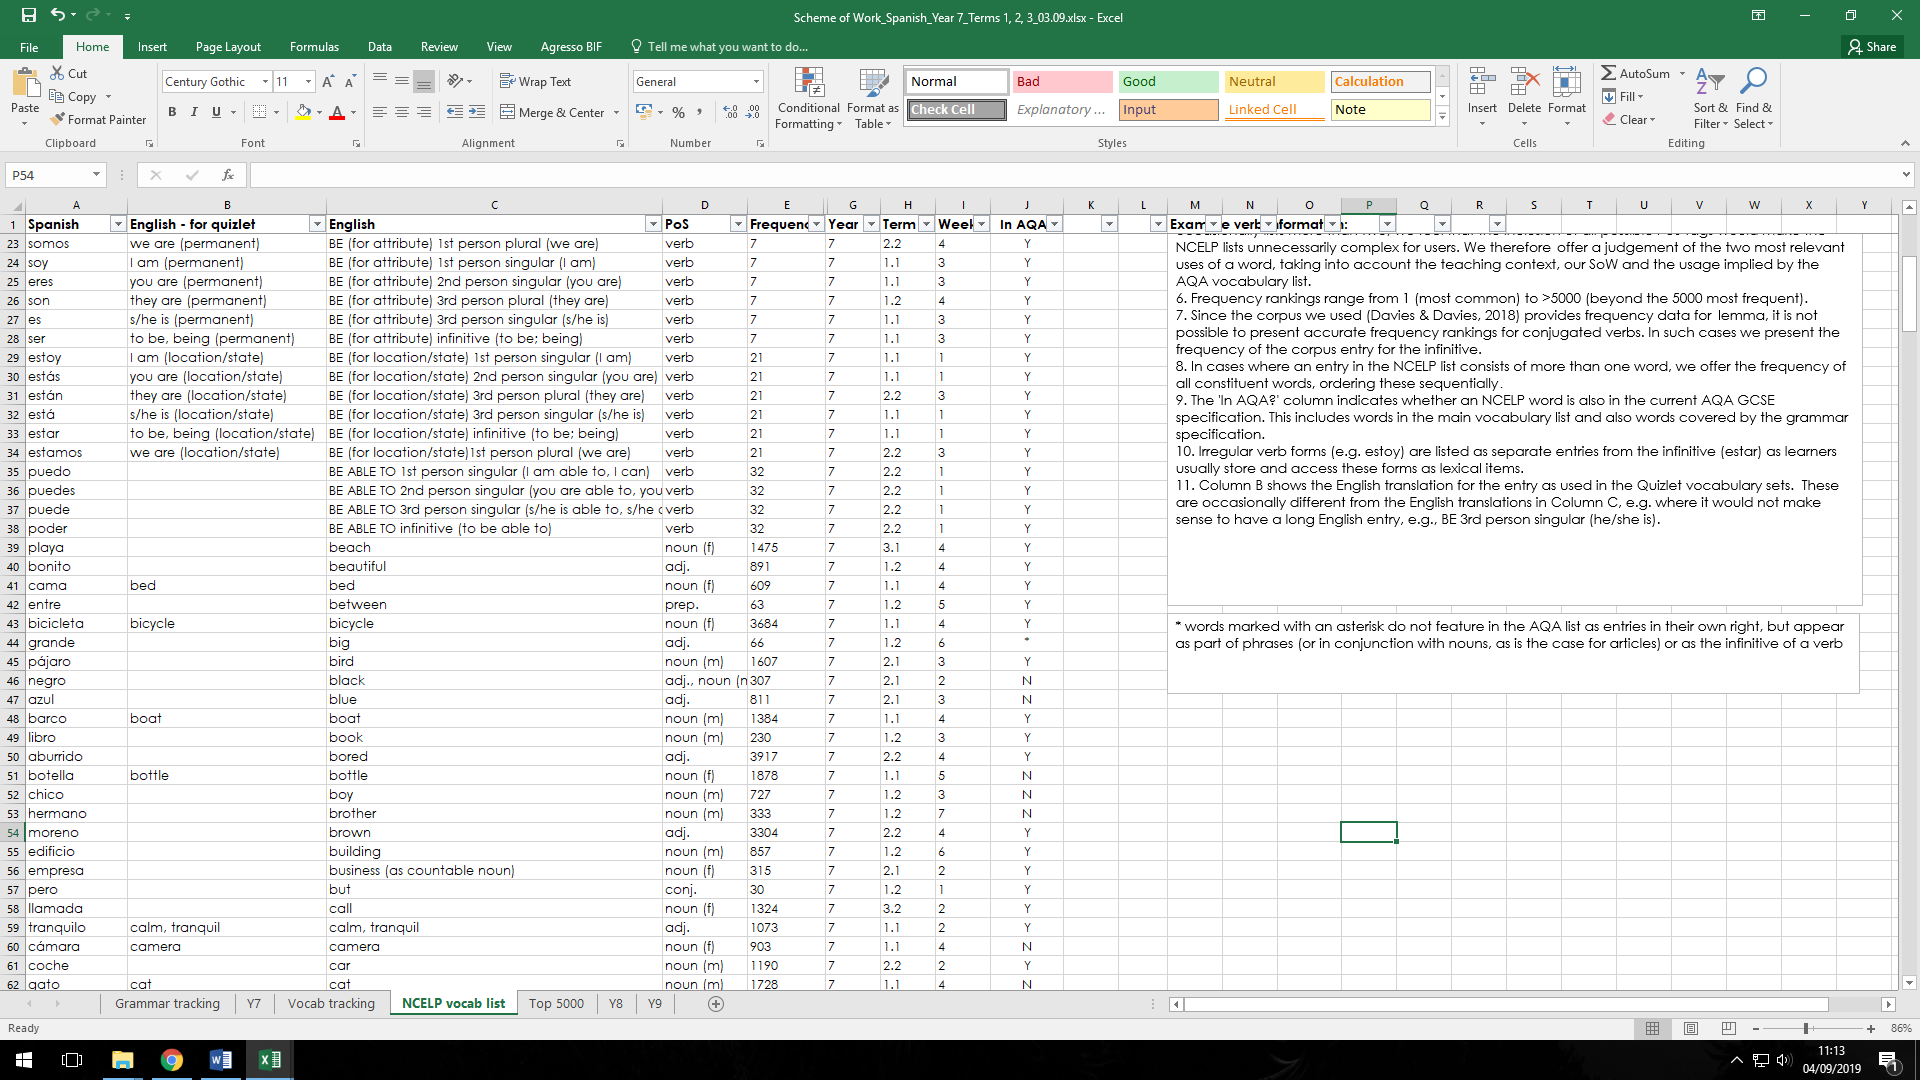 Scheme of Work_Spanish_Year 7_Terms 1, 2, 3_03.09.xlsx - Excel
File Home Insert Page Layout Formulas Data Review View Agresso BIF Tell me what you want to do... Share
Cut
Copy
Format Painter
Paste
Century Gothic 11
Wrap Text
Merge & Center
General
Conditional Formatting
Format as Table
Normal Bad Good Neutral Calculation
Check Cell Explanatory ... Input Linked Cell Note
Insert Delete Format
AutoSum
Fill
Clear
Sort & Filter
Find & Select
Clipboard Font Alignment Number Styles Cells Editing
P54 fx
A B C D E G H I J K L M N O P Q R S T U V W X Y
1 Spanish English - for quizlet English PoS Year Term Week In AQA
23 somos we are (permanent) BE (for attribute) 1st person plural (we are) verb 7 7 2.2 4 Y
24 soy I am (permanent) BE (for attribute) 1st person singular (I am) verb 7 7 1.1 3 Y
25 eres you are (permanent) BE (for attribute) 2nd person singular (you are) verb 7 7 1.1 3 Y
26 son they are (permanent) BE (for attribute) 3rd person plural (they are) verb 7 7 1.2 4 Y
27 es s/he is (permanent) BE (for attribute) 3rd person singular (s/he is) verb 7 7 1.1 3 Y
28 ser to be, being (permanent) BE (for attribute) infinitive (to be; being) verb 7 7 1.1 3 Y
29 estoy I am (location/state) BE (for location/state) 1st person singular (I am) verb 21 7 1.1 1 Y
30 estás you are (location/state) BE (for location/state) 2nd person singular (you are) verb 21 7 1.1 1 Y
31 están they are (location/state) BE (for location/state) 3rd person plural (they are) verb 21 7 2.2 3 Y
32 está s/he is (location/state) BE (for location/state) 3rd person singular (s/he is) verb 21 7 1.1 1 Y
33 estar to be, being (location/state) BE (for location/state) infinitive (to be; being) verb 21 7 1.1 1 Y
34 estamos we are (location/state) BE (for location/state)1st person plural (we are) verb 21 7 2.2 3 Y
35 puedo BE ABLE TO 1st person singular (I am able to, I can) verb 32 7 2.2 1 Y
36 puedes BE ABLE TO 2nd person singular (you are able to, you verb 32 7 2.2 1 Y
37 puede BE ABLE TO 3rd person singular (s/he is able to, s/he verb 32 7 2.2 1 Y
38 poder BE ABLE TO infinitive (to be able to) verb 32 7 2.2 1 Y
39 playa beach noun (f) 1475 7 3.1 4 Y
40 bonito beautiful adj. 891 7 1.2 4 Y
41 cama bed bed noun (f) 609 7 1.1 4 Y
42 entre between prep. 63 7 1.2 5 Y
43 bicicleta bicycle bicycle noun (f) 3684 7 1.1 4 Y
44 grande big adj. 66 7 1.2 6 *
45 pájaro bird noun (m) 1607 7 2.1 3 Y
46 negro black adj., noun (m 307 7 2.1 2 N
47 azul blue adj. 811 7 2.1 3 N
48 barco boat boat noun (m) 1384 7 1.1 4 Y
49 libro book noun (m) 230 7 1.2 3 Y
50 aburrido bored adj. 3917 7 2.2 4 Y
51 botella bottle bottle noun (f) 1878 7 1.1 5 N
52 chico boy noun (m) 727 7 1.2 3 N
53 hermano brother noun (m) 333 7 1.2 7 N
54 moreno brown adj. 3304 7 2.2 4 Y
55 edificio building noun (m) 857 7 1.2 6 Y
56 empresa business (as countable noun) noun (f) 315 7 2.1 2 Y
57 pero but conj. 30 7 1.2 1 Y
58 llamada call noun (f) 1324 7 3.2 2 Y
59 tranquilo calm, tranquil calm, tranquil adj. 1073 7 1.1 2 Y
60 cámara camera camera noun (f) 903 7 1.1 4 N
61 coche car noun (m) 1190 7 2.2 2 Y
62 gato cat cat noun (m) 1728 7 1.1 4 N
NCELP lists unnecessarily complex for users. We therefore offer a judgement of the two most relevant
uses of a word, taking into account the teaching context, our SoW and the usage implied by the
AQA vocabulary list.
6. Frequency rankings range from 1 (most common) to >5000 (beyond the 5000 most frequent).
7. Since the corpus we used (Davies & Davies, 2018) provides frequency data for lemma, it is not
possible to present accurate frequency rankings for conjugated verbs. In such cases we present the
frequency of the corpus entry for the infinitive.
8. In cases where an entry in the NCELP list consists of more than one word, we offer the frequency of
all constituent words, ordering these sequentially.
9. The 'In AQA?' column indicates whether an NCELP word is also in the current AQA GCSE
specification. This includes words in the main vocabulary list and also words covered by the grammar
specification.
10. Irregular verb forms (e.g. estoy) are listed as separate entries from the infinitive (estar) as learners
usually store and access these forms as lexical items.
11. Column B shows the English translation for the entry as used in the Quizlet vocabulary sets. These
are occasionally different from the English translations in Column C, e.g. where it would not make
sense to have a long English entry, e.g., BE 3rd person singular (he/she is).
* words marked with an asterisk do not feature in the AQA list as entries in their own right, but appear
as part of phrases (or in conjunction with nouns, as is the case for articles) or as the infinitive of a verb
Grammar tracking Y7 Vocab tracking NCELP vocab list Top 5000 Y8 Y9
Ready 86%
11:13
04/09/2019
1